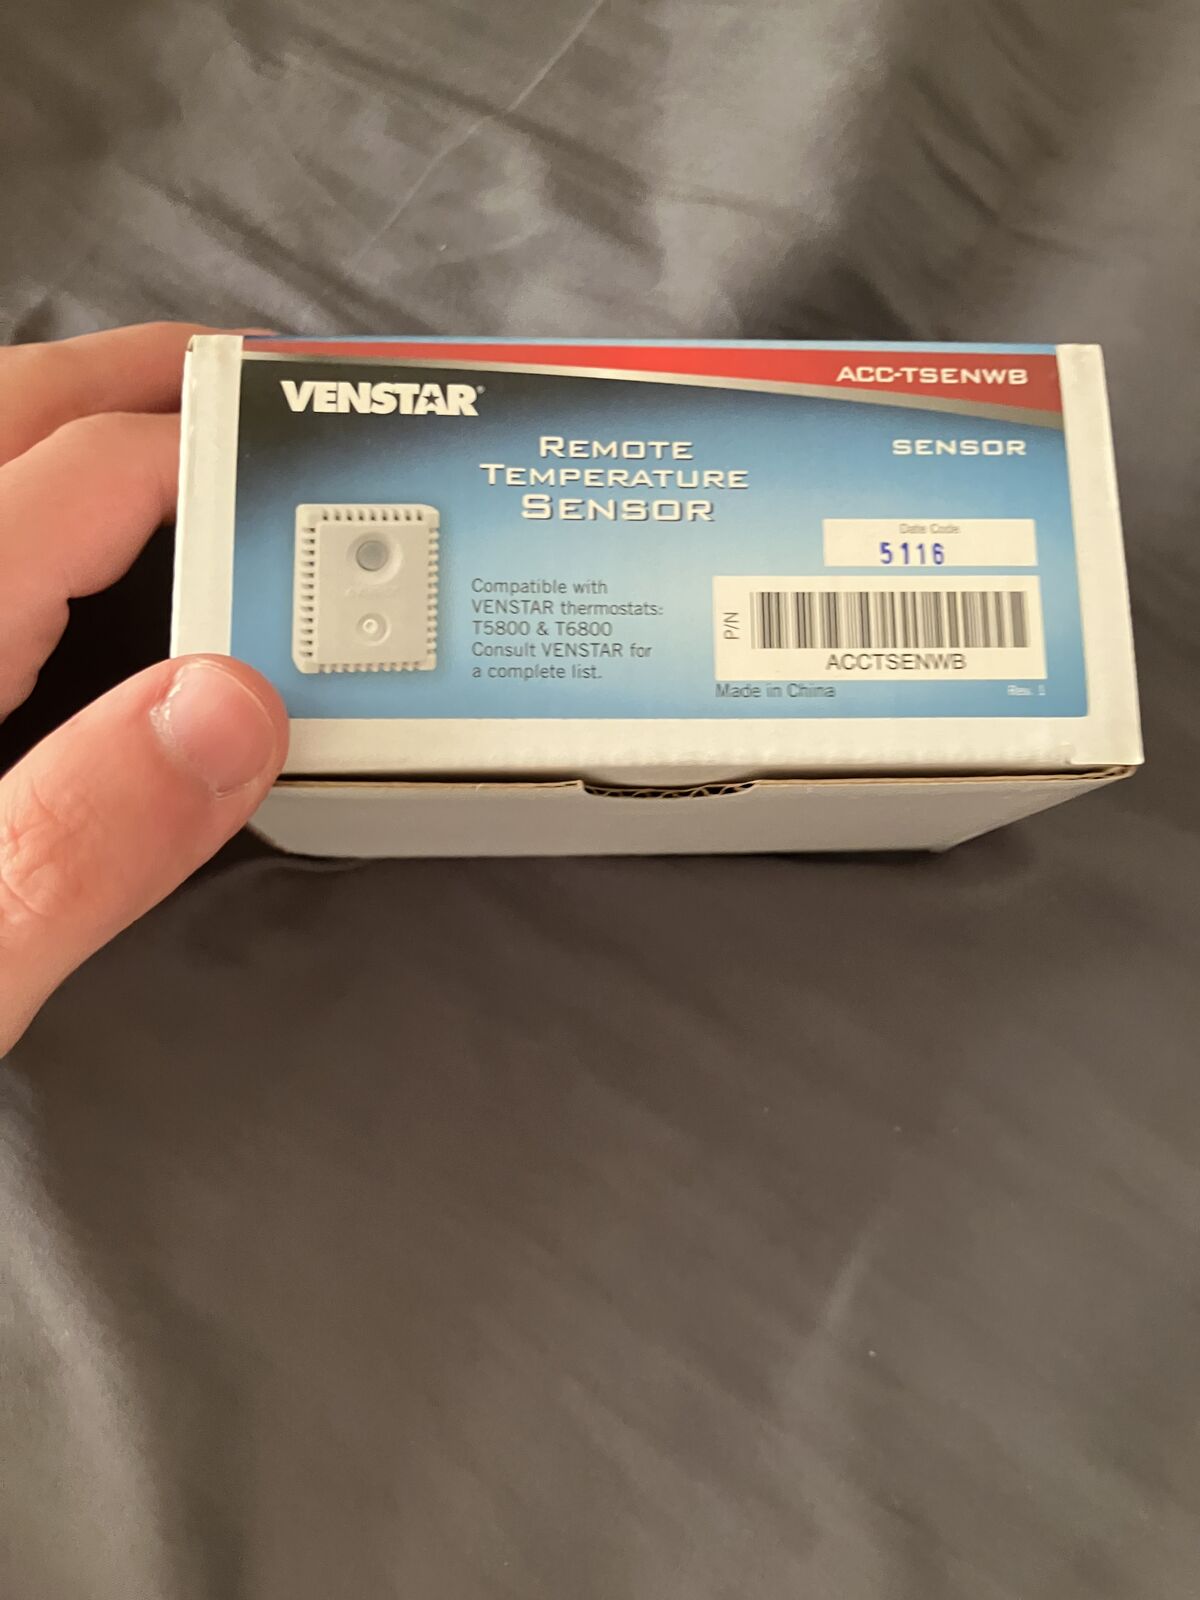 VENSTAR®
ACC-TSENWB
REMOTE
TEMPERATURE
SENSOR
SENSOR
Date Code
5116
Compatible with
VENSTAR thermostats:
T5800 & T6800
Consult VENSTAR for
a complete list.
P/N
ACCTSENWB
Made in China
Rev. 1